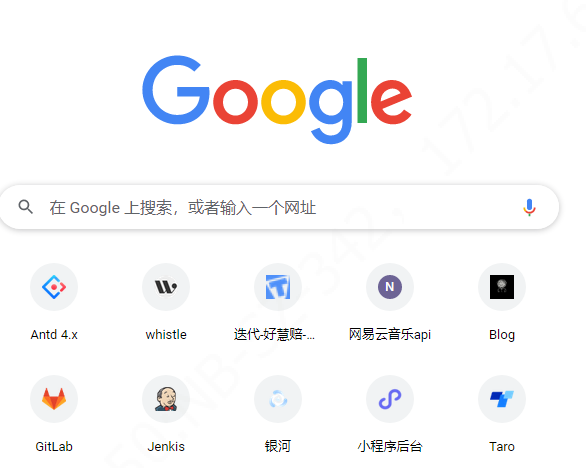 Google
在 Google 上搜索，或者输入一个网址
Antd 4.x
whistle
迭代-好慧赔-...
网易云音乐api
Blog
GitLab
Jenkis
银河
小程序后台
Taro